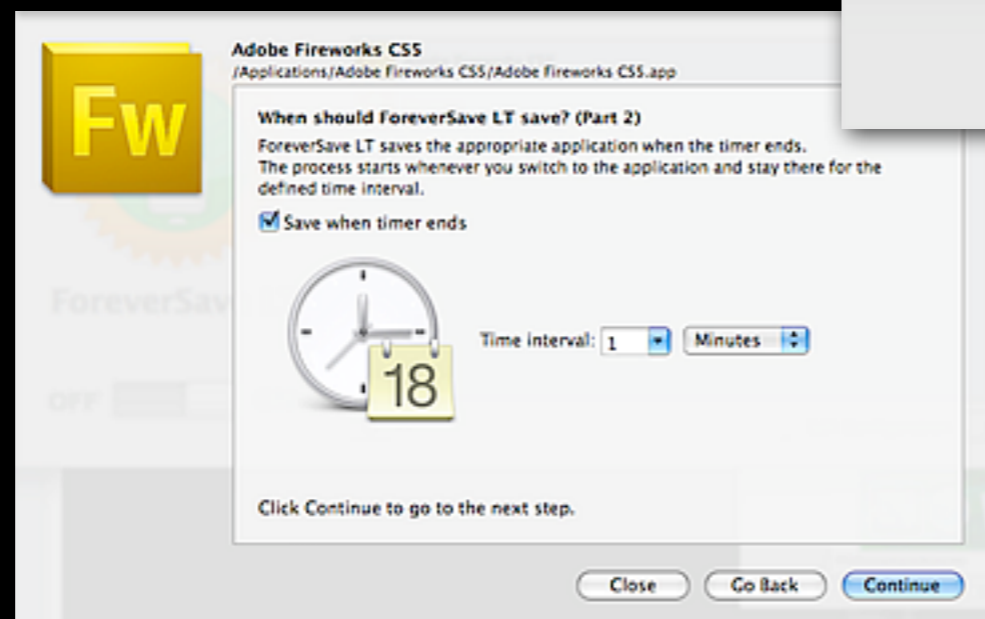 Fw
Adobe Fireworks CS5
/Applications/Adobe Fireworks CS5/Adobe Fireworks CS5.app
When should ForeverSave LT save? (Part 2)
ForeverSave LT saves the appropriate application when the timer ends.
The process starts whenever you switch to the application and stay there for the
defined time interval.
Save when timer ends
ForeverSav
Time interval: 1 Minutes
18
OFF
Click Continue to go to the next step.
Close Go Back Continue